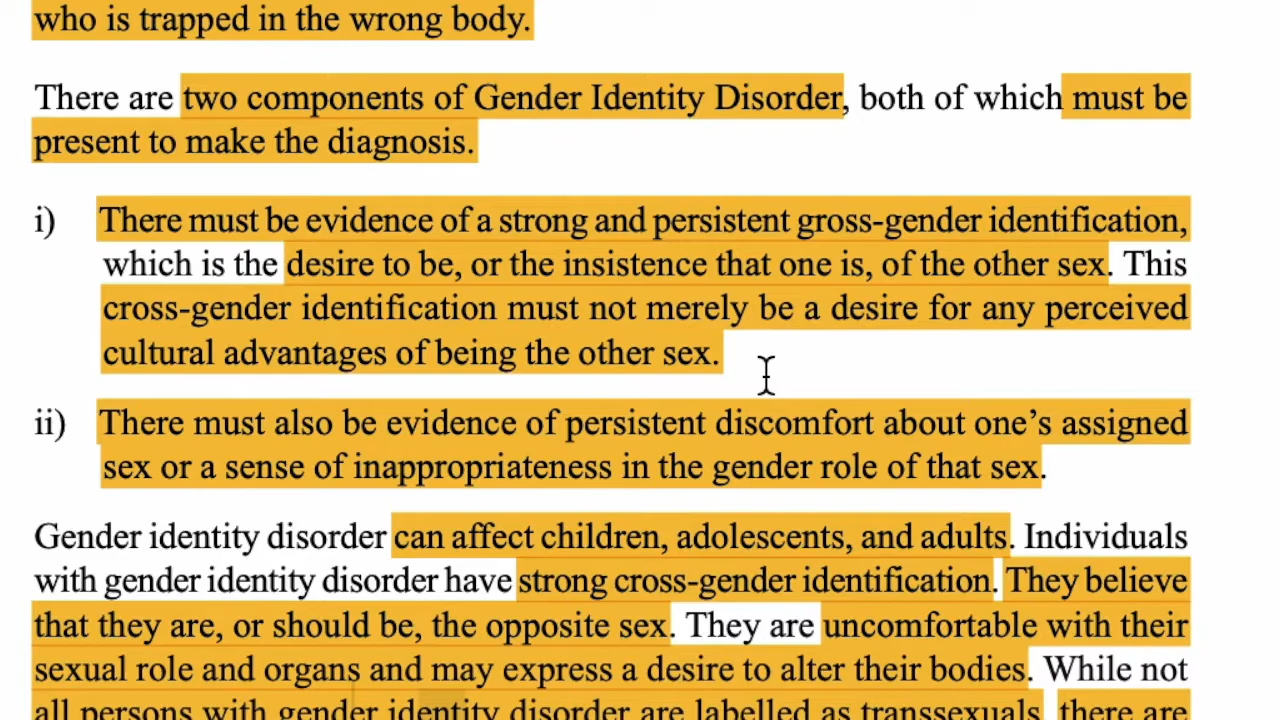 who is trapped in the wrong body.
There are two components of Gender Identity Disorder, both of which must be
present to make the diagnosis.
i) There must be evidence of a strong and persistent gross-gender identification,
which is the desire to be, or the insistence that one is, of the other sex. This
cross-gender identification must not merely be a desire for any perceived
cultural advantages of being the other sex.
ii) There must also be evidence of persistent discomfort about one’s assigned
sex or a sense of inappropriateness in the gender role of that sex.
Gender identity disorder can affect children, adolescents, and adults. Individuals
with gender identity disorder have strong cross-gender identification. They believe
that they are, or should be, the opposite sex. They are uncomfortable with their
sexual role and organs and may express a desire to alter their bodies. While not
all persons with gender identity disorder are labelled as transsexuals, there are